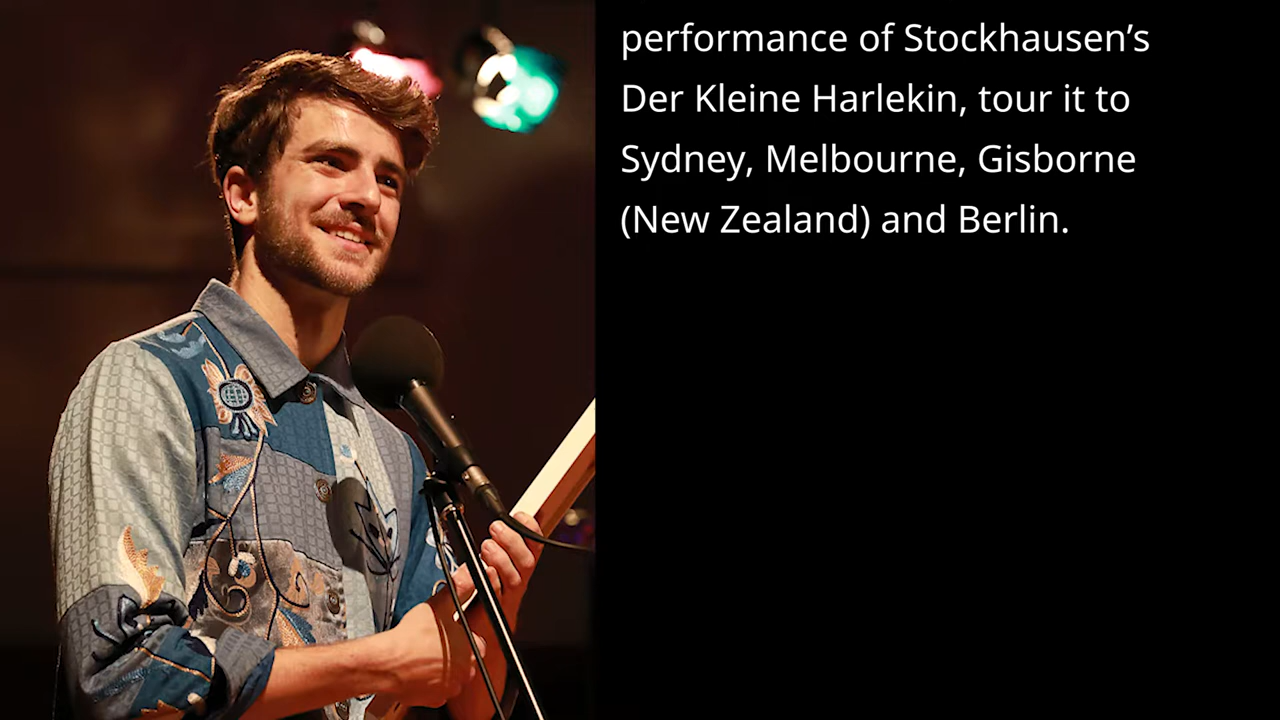 performance of Stockhausen’s
Der Kleine Harlekin, tour it to
Sydney, Melbourne, Gisborne
(New Zealand) and Berlin.